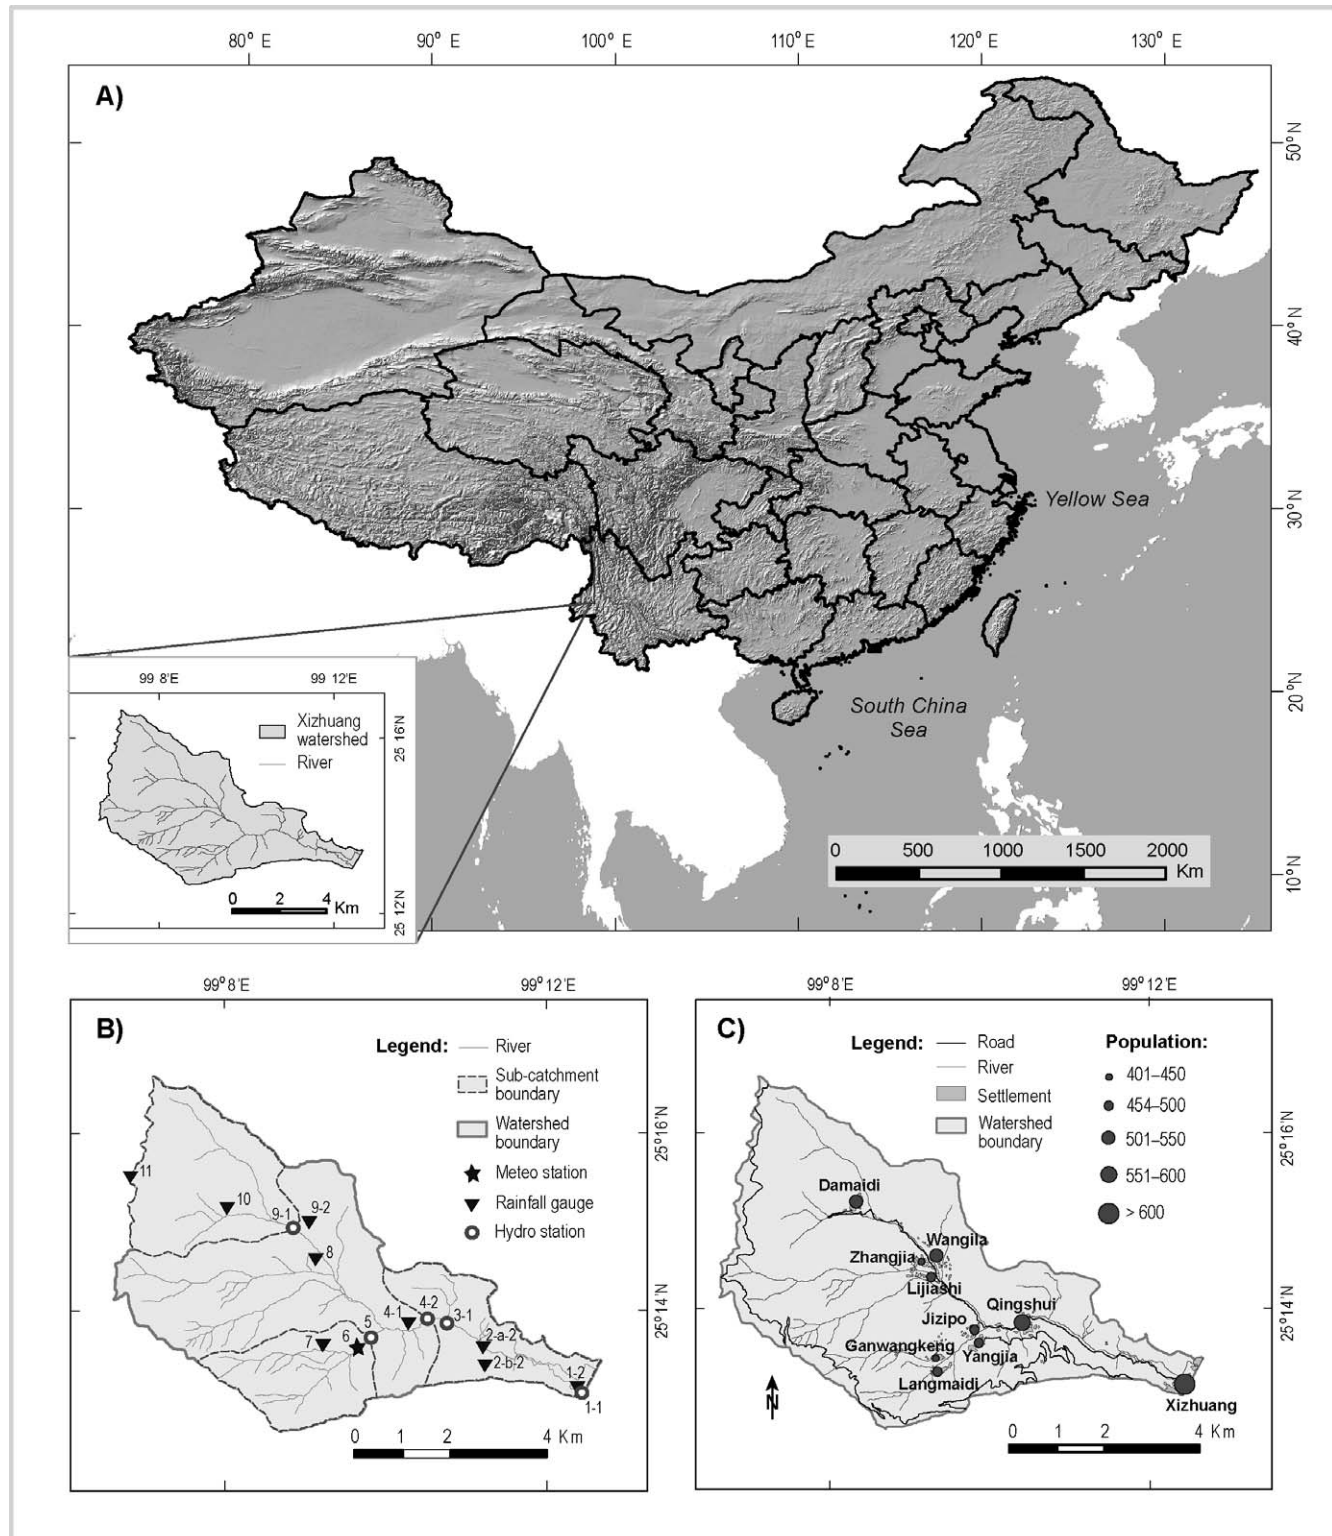 80° E 90° E 100° E 110° E 120° E 130° E
A)
50°N
40°N
30°N
20°N
10°N
Yellow Sea
South China
Sea
0 500 1000 1500 2000
Km
99 8'E 99 12'E
Xizhuang
watershed
River
25 16'N
25 12'N
0 2 4
Km
99° 8'E 99° 12'E
B)
Legend:
River
Sub-catchment
boundary
Watershed
boundary
Meteo station
Rainfall gauge
Hydro station
25°16'N
25°14'N
11
10
9-1
9-2
8
4-1
4-2
3-1
5
6
7
2-a-2
2-b-2
1-2
1-1
0 1 2 4 Km
99° 8'E 99° 12'E
C)
Legend:
Road
River
Settlement
Watershed
boundary
Population:
401–450
454–500
501–550
551–600
> 600
25°16'N
25°14'N
Damaidi
Wangila
Zhangjia
Lijiashi
Qingshui
Jizipo
Ganwangkeng
Yangjia
Langmaidi
Xizhuang
N
0 1 2 4 Km